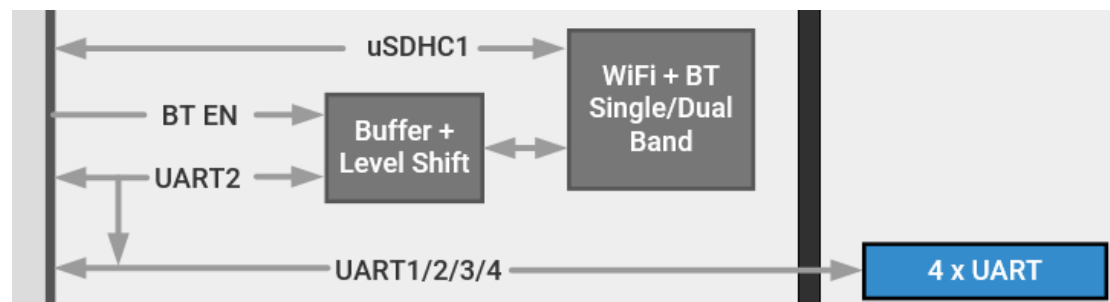 uSDHC1
WiFi + BT
Single/Dual
Band
BT EN
Buffer +
Level Shift
UART2
UART1/2/3/4
4 x UART